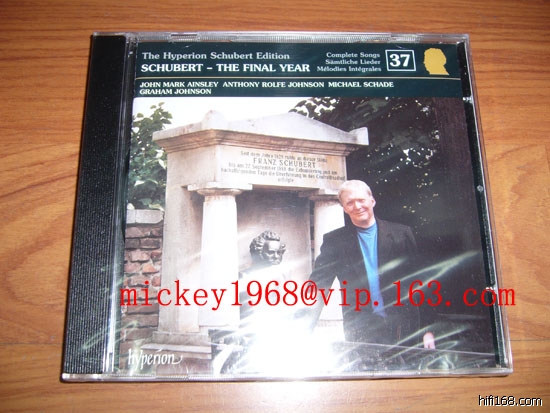 The Hyperion Schubert Edition
SCHUBERT – THE FINAL YEAR
Complete Songs
Sämtliche Lieder
Mélodies Intégrales
37
JOHN MARK AINSLEY ANTHONY ROLFE JOHNSON MICHAEL SCHADE
GRAHAM JOHNSON
FRANZ SCHUBERT
mickey1968@vip.163.com
hyperion
hifi168.com